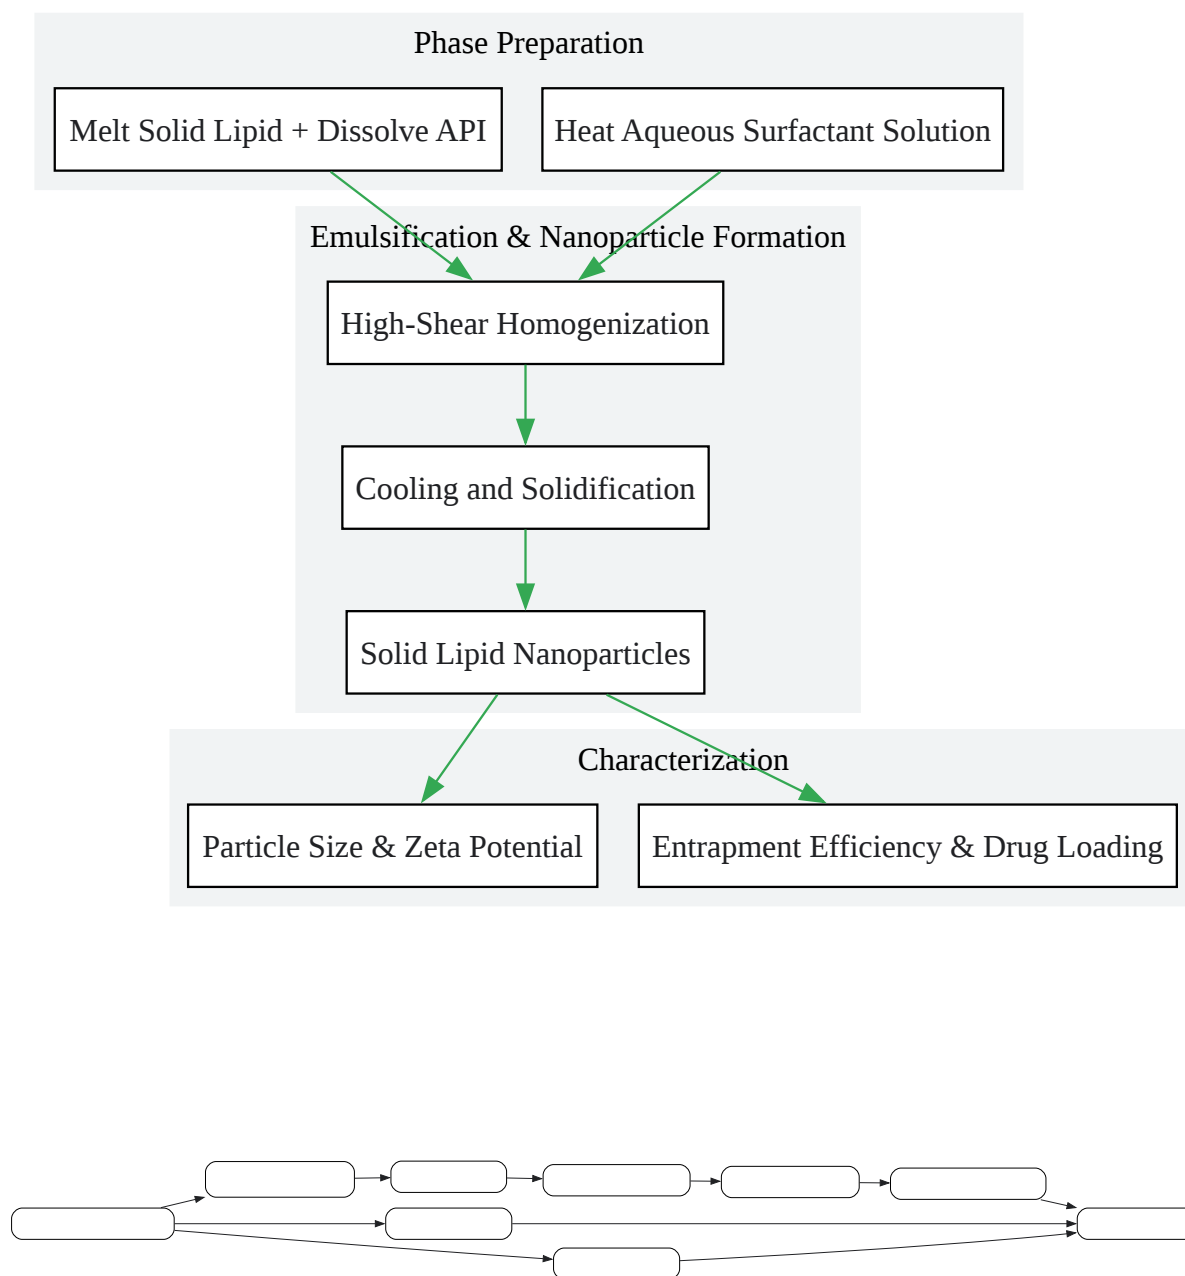 Phase Preparation
Melt Solid Lipid + Dissolve API
Heat Aqueous Surfactant Solution
Emulsification & Nanoparticle Formation
High-Shear Homogenization
Cooling and Solidification
Solid Lipid Nanoparticles
Characterization
Particle Size & Zeta Potential
Entrapment Efficiency & Drug Loading